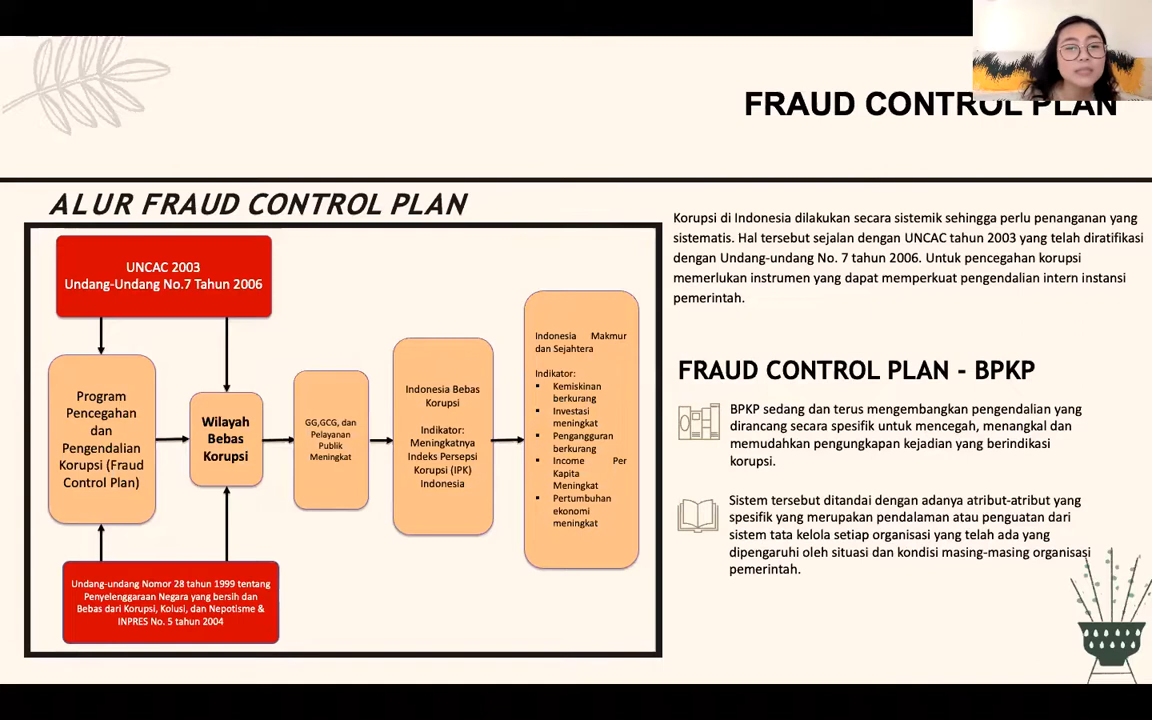 FRAUD CONTROL PLAN
ALUR FRAUD CONTROL PLAN
UNCAC 2003
Undang-Undang No.7 Tahun 2006
Program
Pencegahan
dan
Pengendalian
Korupsi (Fraud
Control Plan)
Wilayah
Bebas
Korupsi
GG,GCG, dan
Pelayanan
Publik
Meningkat
Indonesia Bebas
Korupsi
Indikator:
Meningkatnya
Indeks Persepsi
Korupsi (IPK)
Indonesia
Indonesia Makmur
dan Sejahtera
Indikator:
▪ Kemiskinan
berkurang
▪ Investasi
meningkat
▪ Pengangguran
berkurang
▪ Income Per
Kapita
Meningkat
▪ Pertumbuhan
ekonomi
meningkat
Undang-undang Nomor 28 tahun 1999 tentang
Penyelenggaraan Negara yang bersih dan
Bebas dari Korupsi, Kolusi, dan Nepotisme &
INPRES No. 5 tahun 2004
Korupsi di Indonesia dilakukan secara sistemik sehingga perlu penanganan yang
sistematis. Hal tersebut sejalan dengan UNCAC tahun 2003 yang telah diratifikasi
dengan Undang-undang No. 7 tahun 2006. Untuk pencegahan korupsi
memerlukan instrumen yang dapat memperkuat pengendalian intern instansi
pemerintah.
FRAUD CONTROL PLAN - BPKP
BPKP sedang dan terus mengembangkan pengendalian yang
dirancang secara spesifik untuk mencegah, menangkal dan
memudahkan pengungkapan kejadian yang berindikasi
korupsi.
Sistem tersebut ditandai dengan adanya atribut-atribut yang
spesifik yang merupakan pendalaman atau penguatan dari
sistem tata kelola setiap organisasi yang telah ada yang
dipengaruhi oleh situasi dan kondisi masing-masing organisasi
pemerintah.